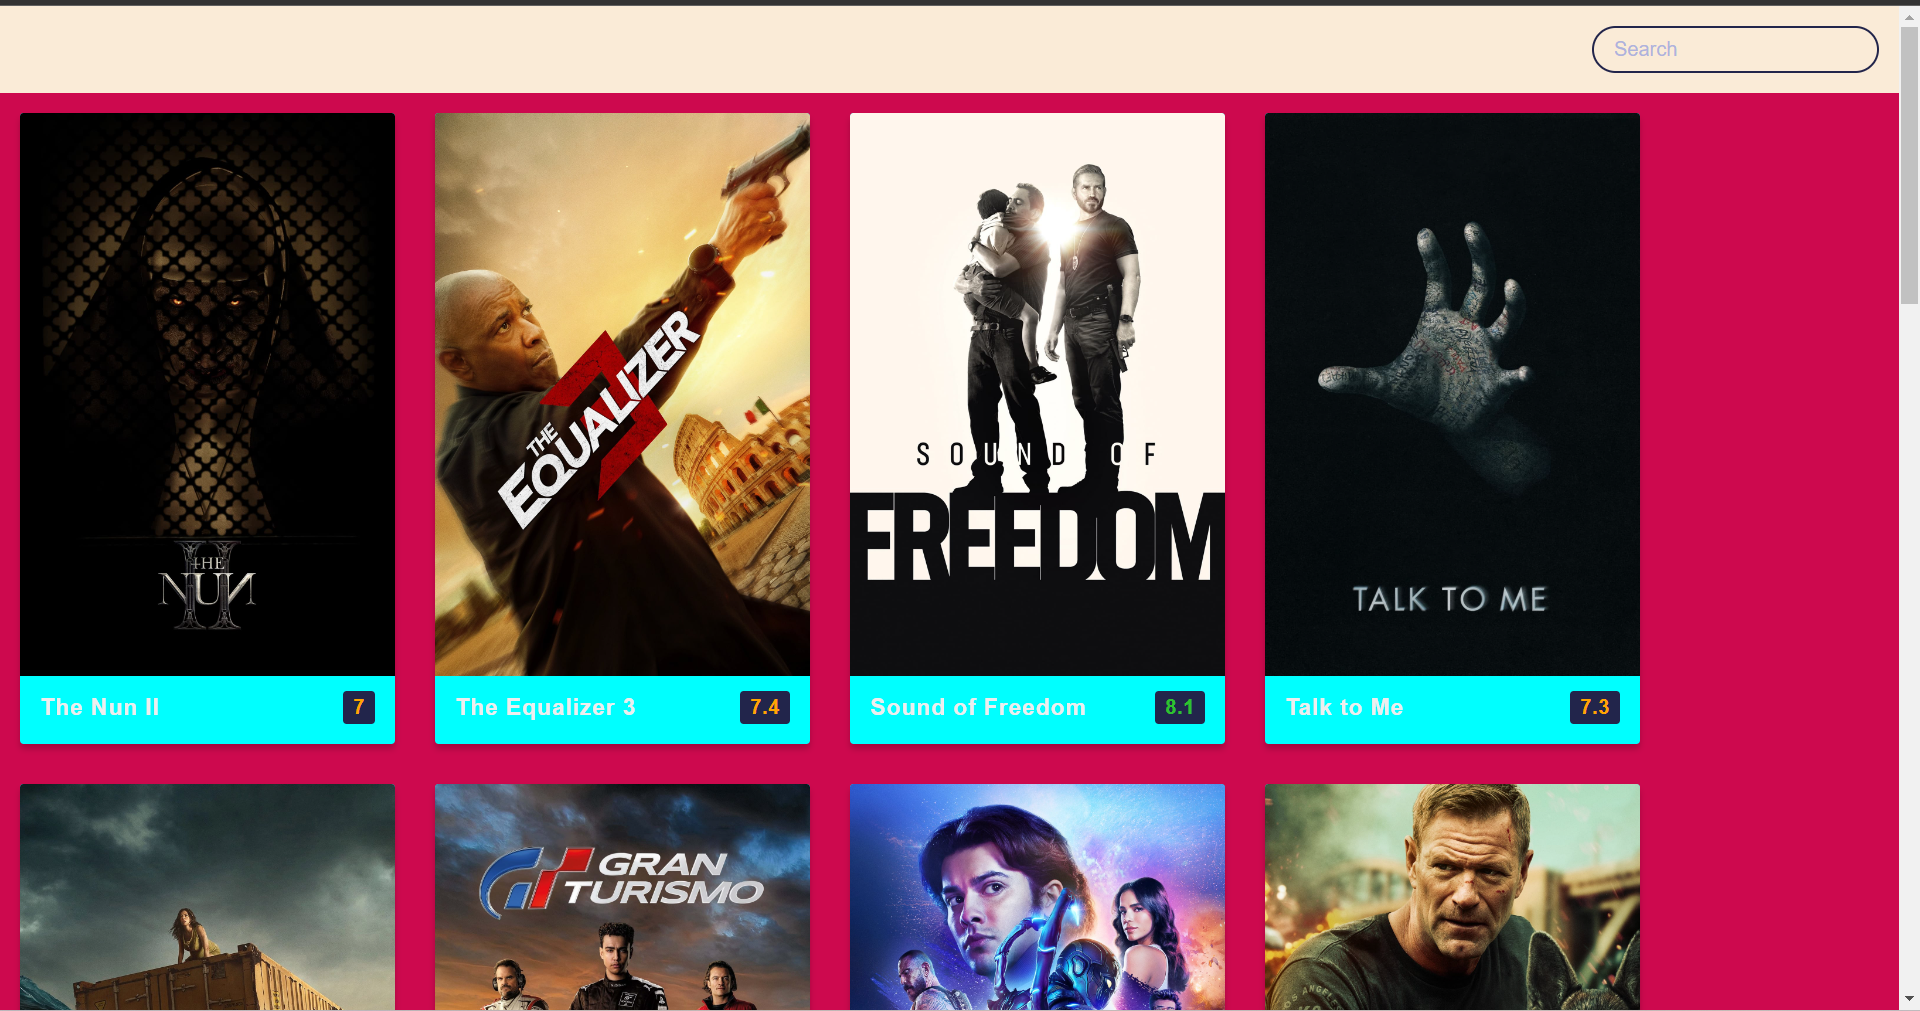 Search
THE
NUN
II
THE
EQUALIZER
3
SOUND OF
FREEDOM
TALK TO ME
The Nun II
7
The Equalizer 3
7.4
Sound of Freedom
8.1
Talk to Me
7.3
GRAN
TURISMO